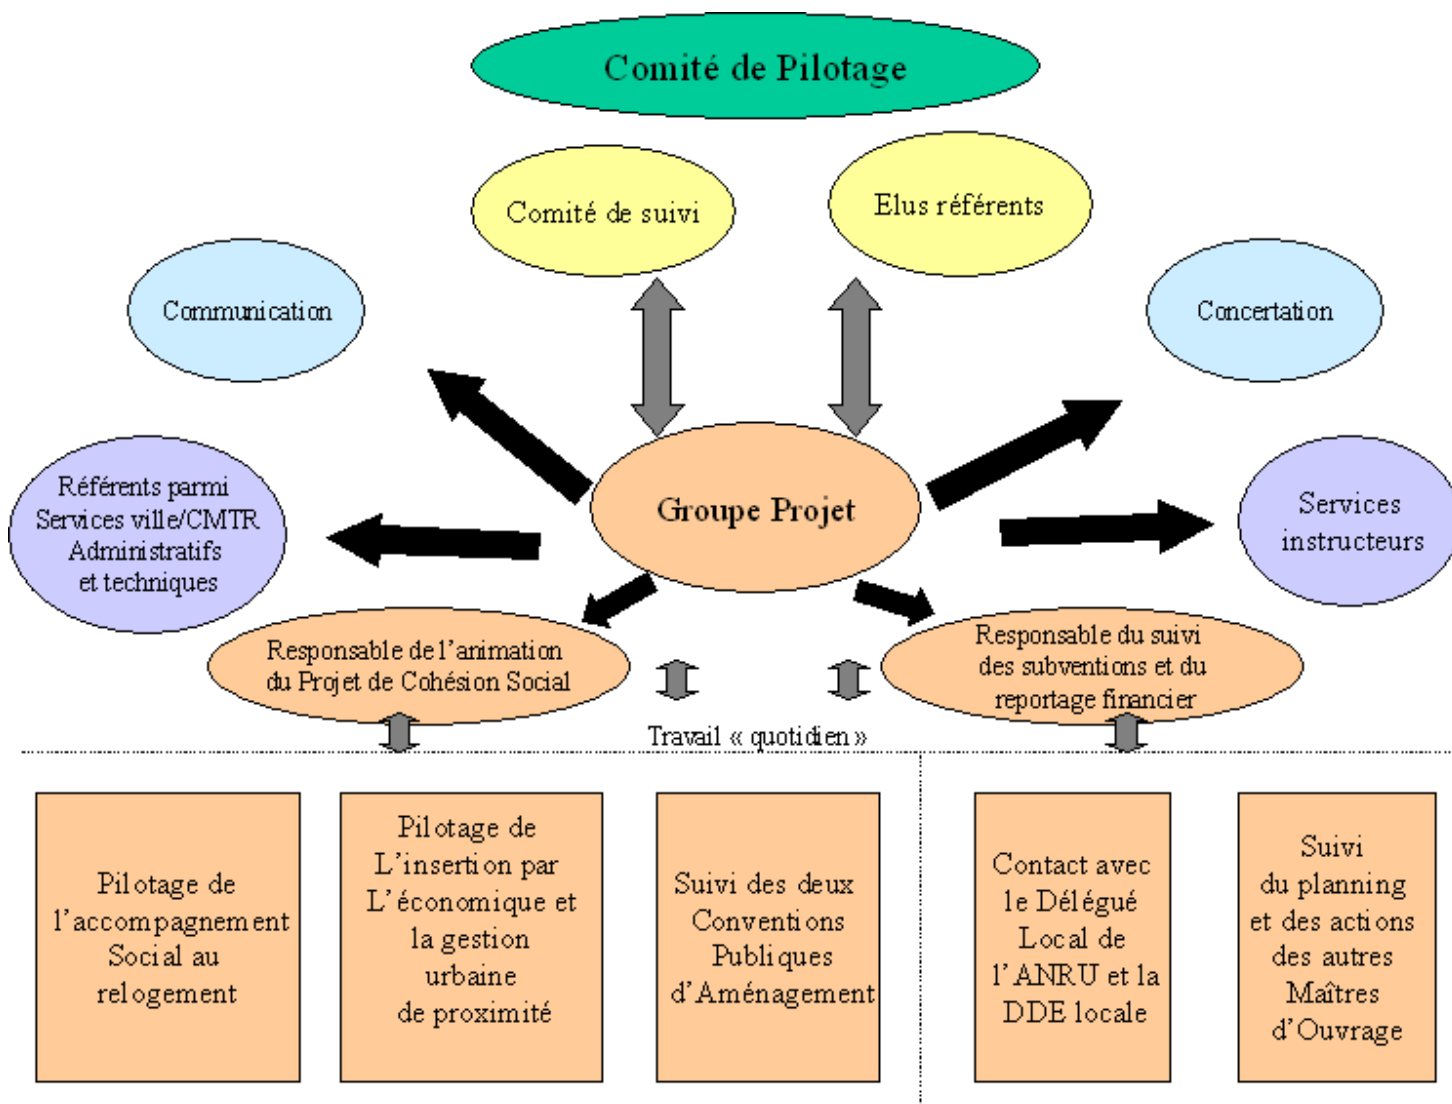 Comité de Pilotage
Comité de suivi
Elus référents
Communication
Concertation
Groupe Projet
Référents parmi
Services ville/CMTR
Administratifs
et techniques
Services
instructeurs
Responsable de l'animation
du Projet de Cohésion Social
Responsable du suivi
des subventions et du
reportage financier
Travail « quotidien »
Pilotage de
l'accompagnement
Social au
relogement
Pilotage de
L'insertion par
L'économique et
la gestion
urbaine
de proximité
Suivi des deux
Conventions
Publiques
d'Aménagement
Contact avec
le Délégué
Local de
l'ANRU et la
DDE locale
Suivi
du planning
et des actions
des autres
Maîtres
d'Ouvrage